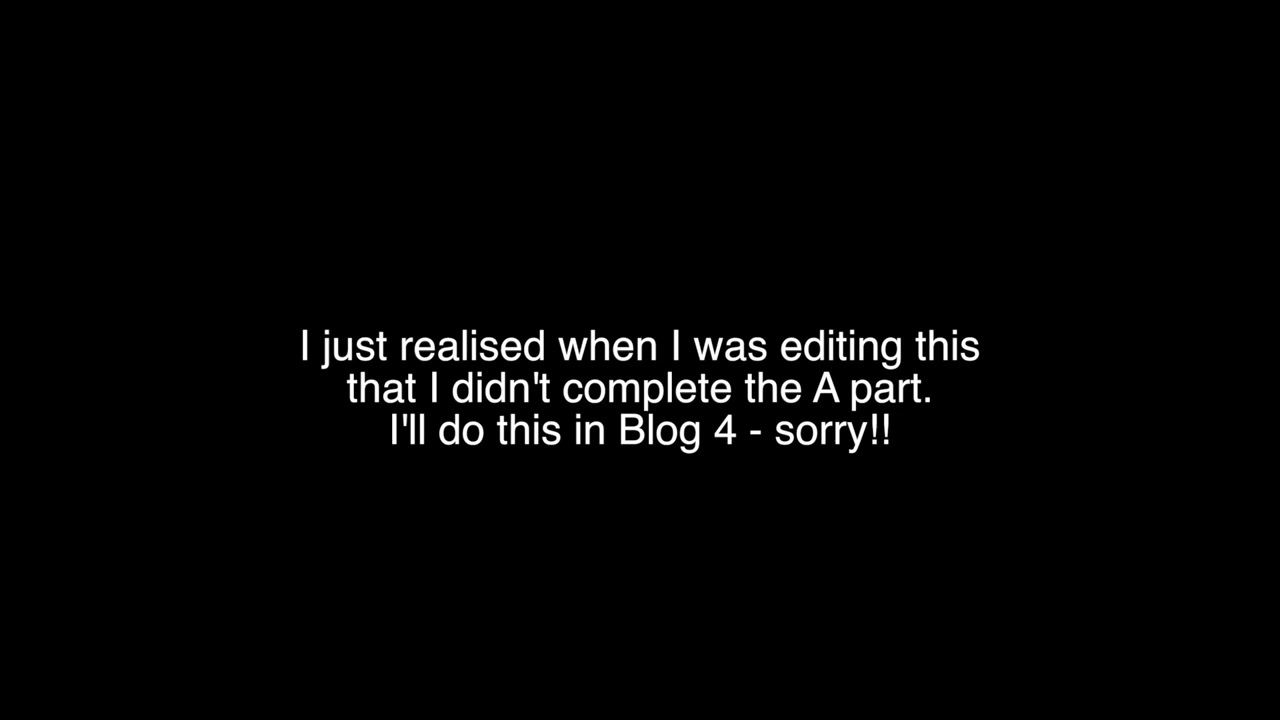 I just realised when I was editing this
that I didn't complete the A part.
I'll do this in Blog 4 - sorry!!